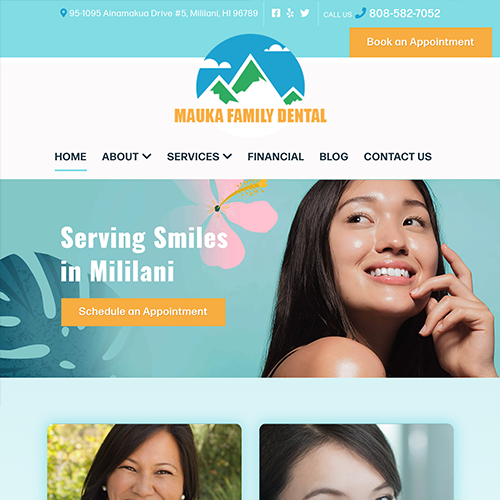 95-1095 Ainamakua Drive #5, Mililani, HI 96789
CALL US 808-582-7052
Book an Appointment
MAUKA FAMILY DENTAL
HOME ABOUT SERVICES FINANCIAL BLOG CONTACT US
Serving Smiles
in Mililani
Schedule an Appointment